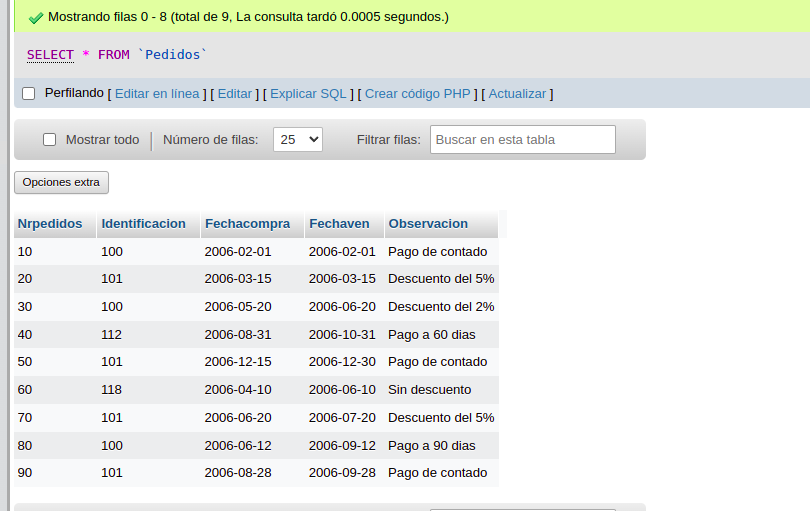 Mostrando filas 0 - 8 (total de 9, La consulta tardó 0.0005 segundos.)
SELECT * FROM `Pedidos`
Perfilando [ Editar en línea ] [ Editar ] [ Explicar SQL ] [ Crear código PHP ] [ Actualizar ]
Mostrar todo | Número de filas: 25 Filtrar filas: Buscar en esta tabla
Opciones extra
Nrpedidos Identificacion Fechacompra Fechaven Observacion
10 100 2006-02-01 2006-02-01 Pago de contado
20 101 2006-03-15 2006-03-15 Descuento del 5%
30 100 2006-05-20 2006-06-20 Descuento del 2%
40 112 2006-08-31 2006-10-31 Pago a 60 dias
50 101 2006-12-15 2006-12-30 Pago de contado
60 118 2006-04-10 2006-06-10 Sin descuento
70 101 2006-06-20 2006-07-20 Descuento del 5%
80 100 2006-06-12 2006-09-12 Pago a 90 dias
90 101 2006-08-28 2006-09-28 Pago de contado